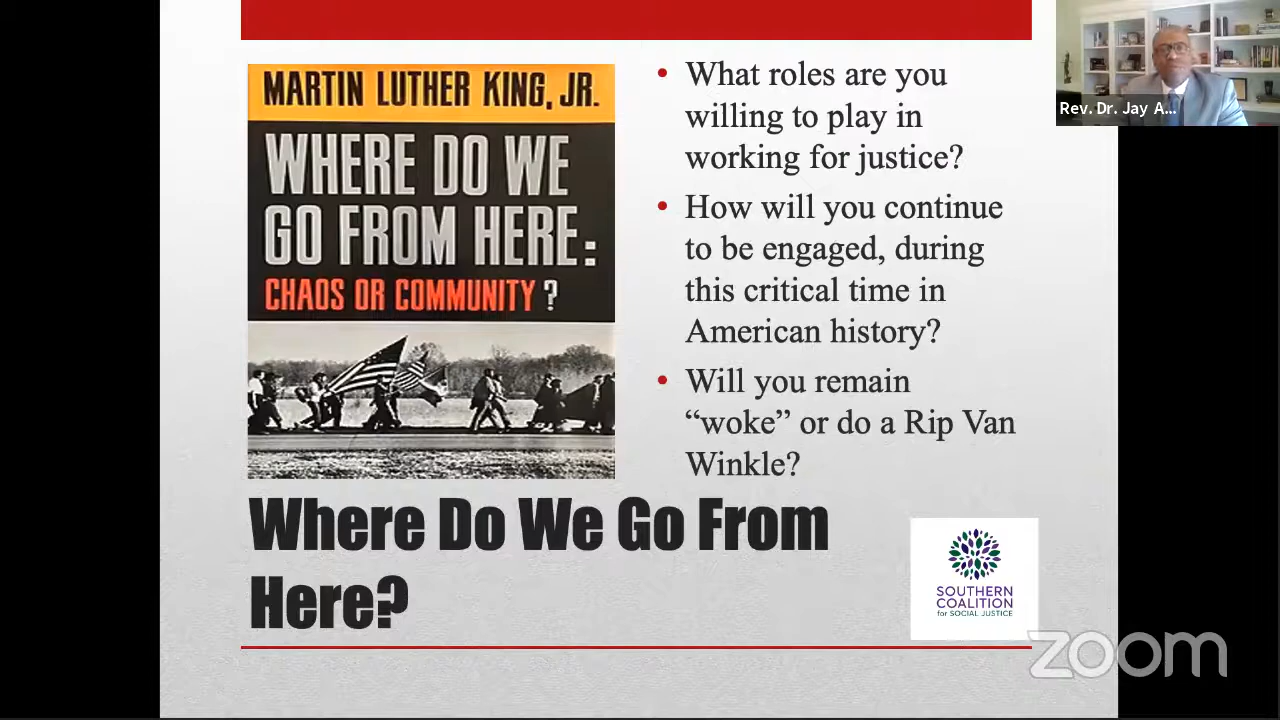 MARTIN LUTHER KING, JR.
WHERE DO WE
GO FROM HERE:
CHAOS OR COMMUNITY ?
• What roles are you
willing to play in
working for justice?
• How will you continue
to be engaged, during
this critical time in
American history?
• Will you remain
“woke” or do a Rip Van
Winkle?
Where Do We Go From
Here?
SOUTHERN
COALITION
for SOCIAL JUSTICE
Rev. Dr. Jay A...
zoom